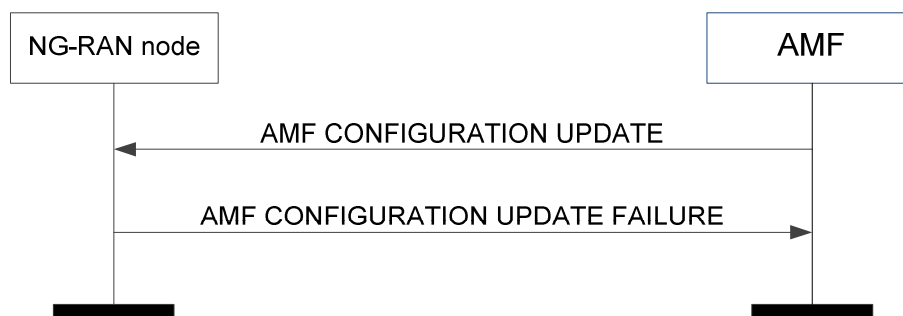 NG-RAN node
AMF
AMF CONFIGURATION UPDATE
AMF CONFIGURATION UPDATE FAILURE